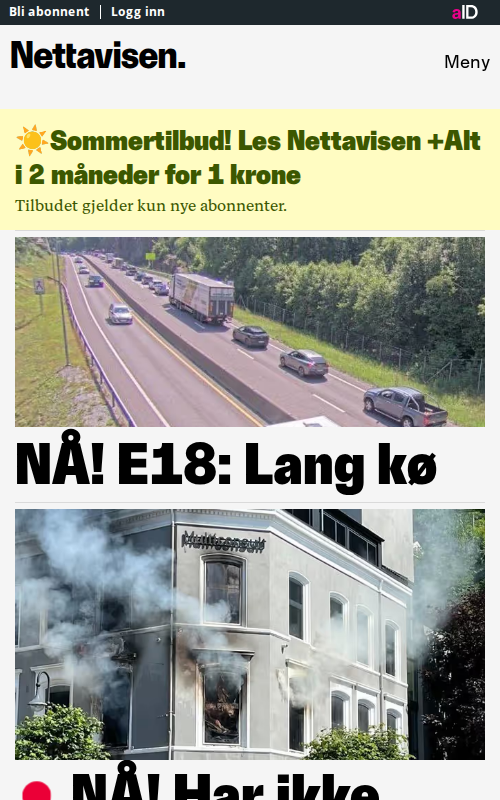 Bli abonnent | Logg inn
aID
Nettavisen.
Meny
Sommertilbud! Les Nettavisen +Alt
i 2 måneder for 1 krone
Tilbudet gjelder kun nye abonnenter.
NÅ! E18: Lang kø
Multiconsult
NÅ! Har ikke